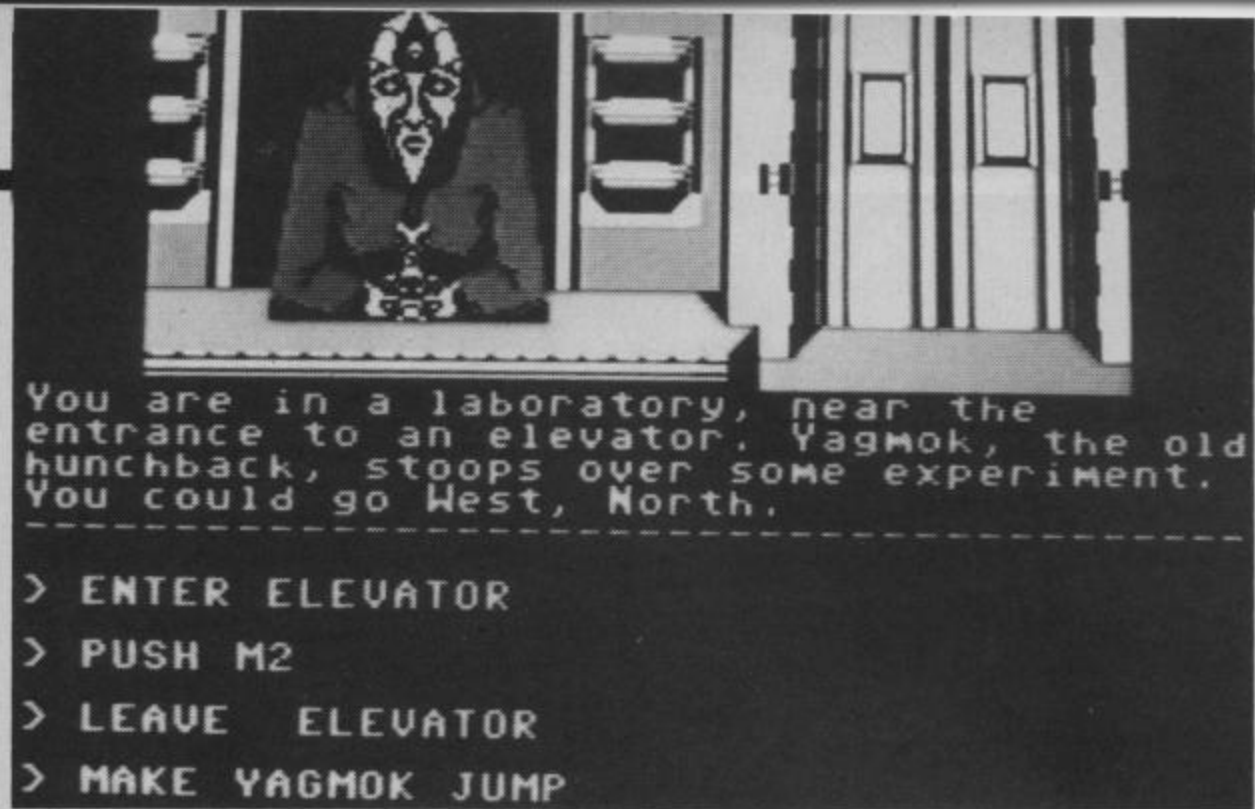 You are in a laboratory, near the
entrance to an elevator. Yagmok, the old
hunchback, stoops over some experiment.
You could go West, North.
> ENTER ELEVATOR
> PUSH M2
> LEAVE ELEVATOR
> MAKE YAGMOK JUMP